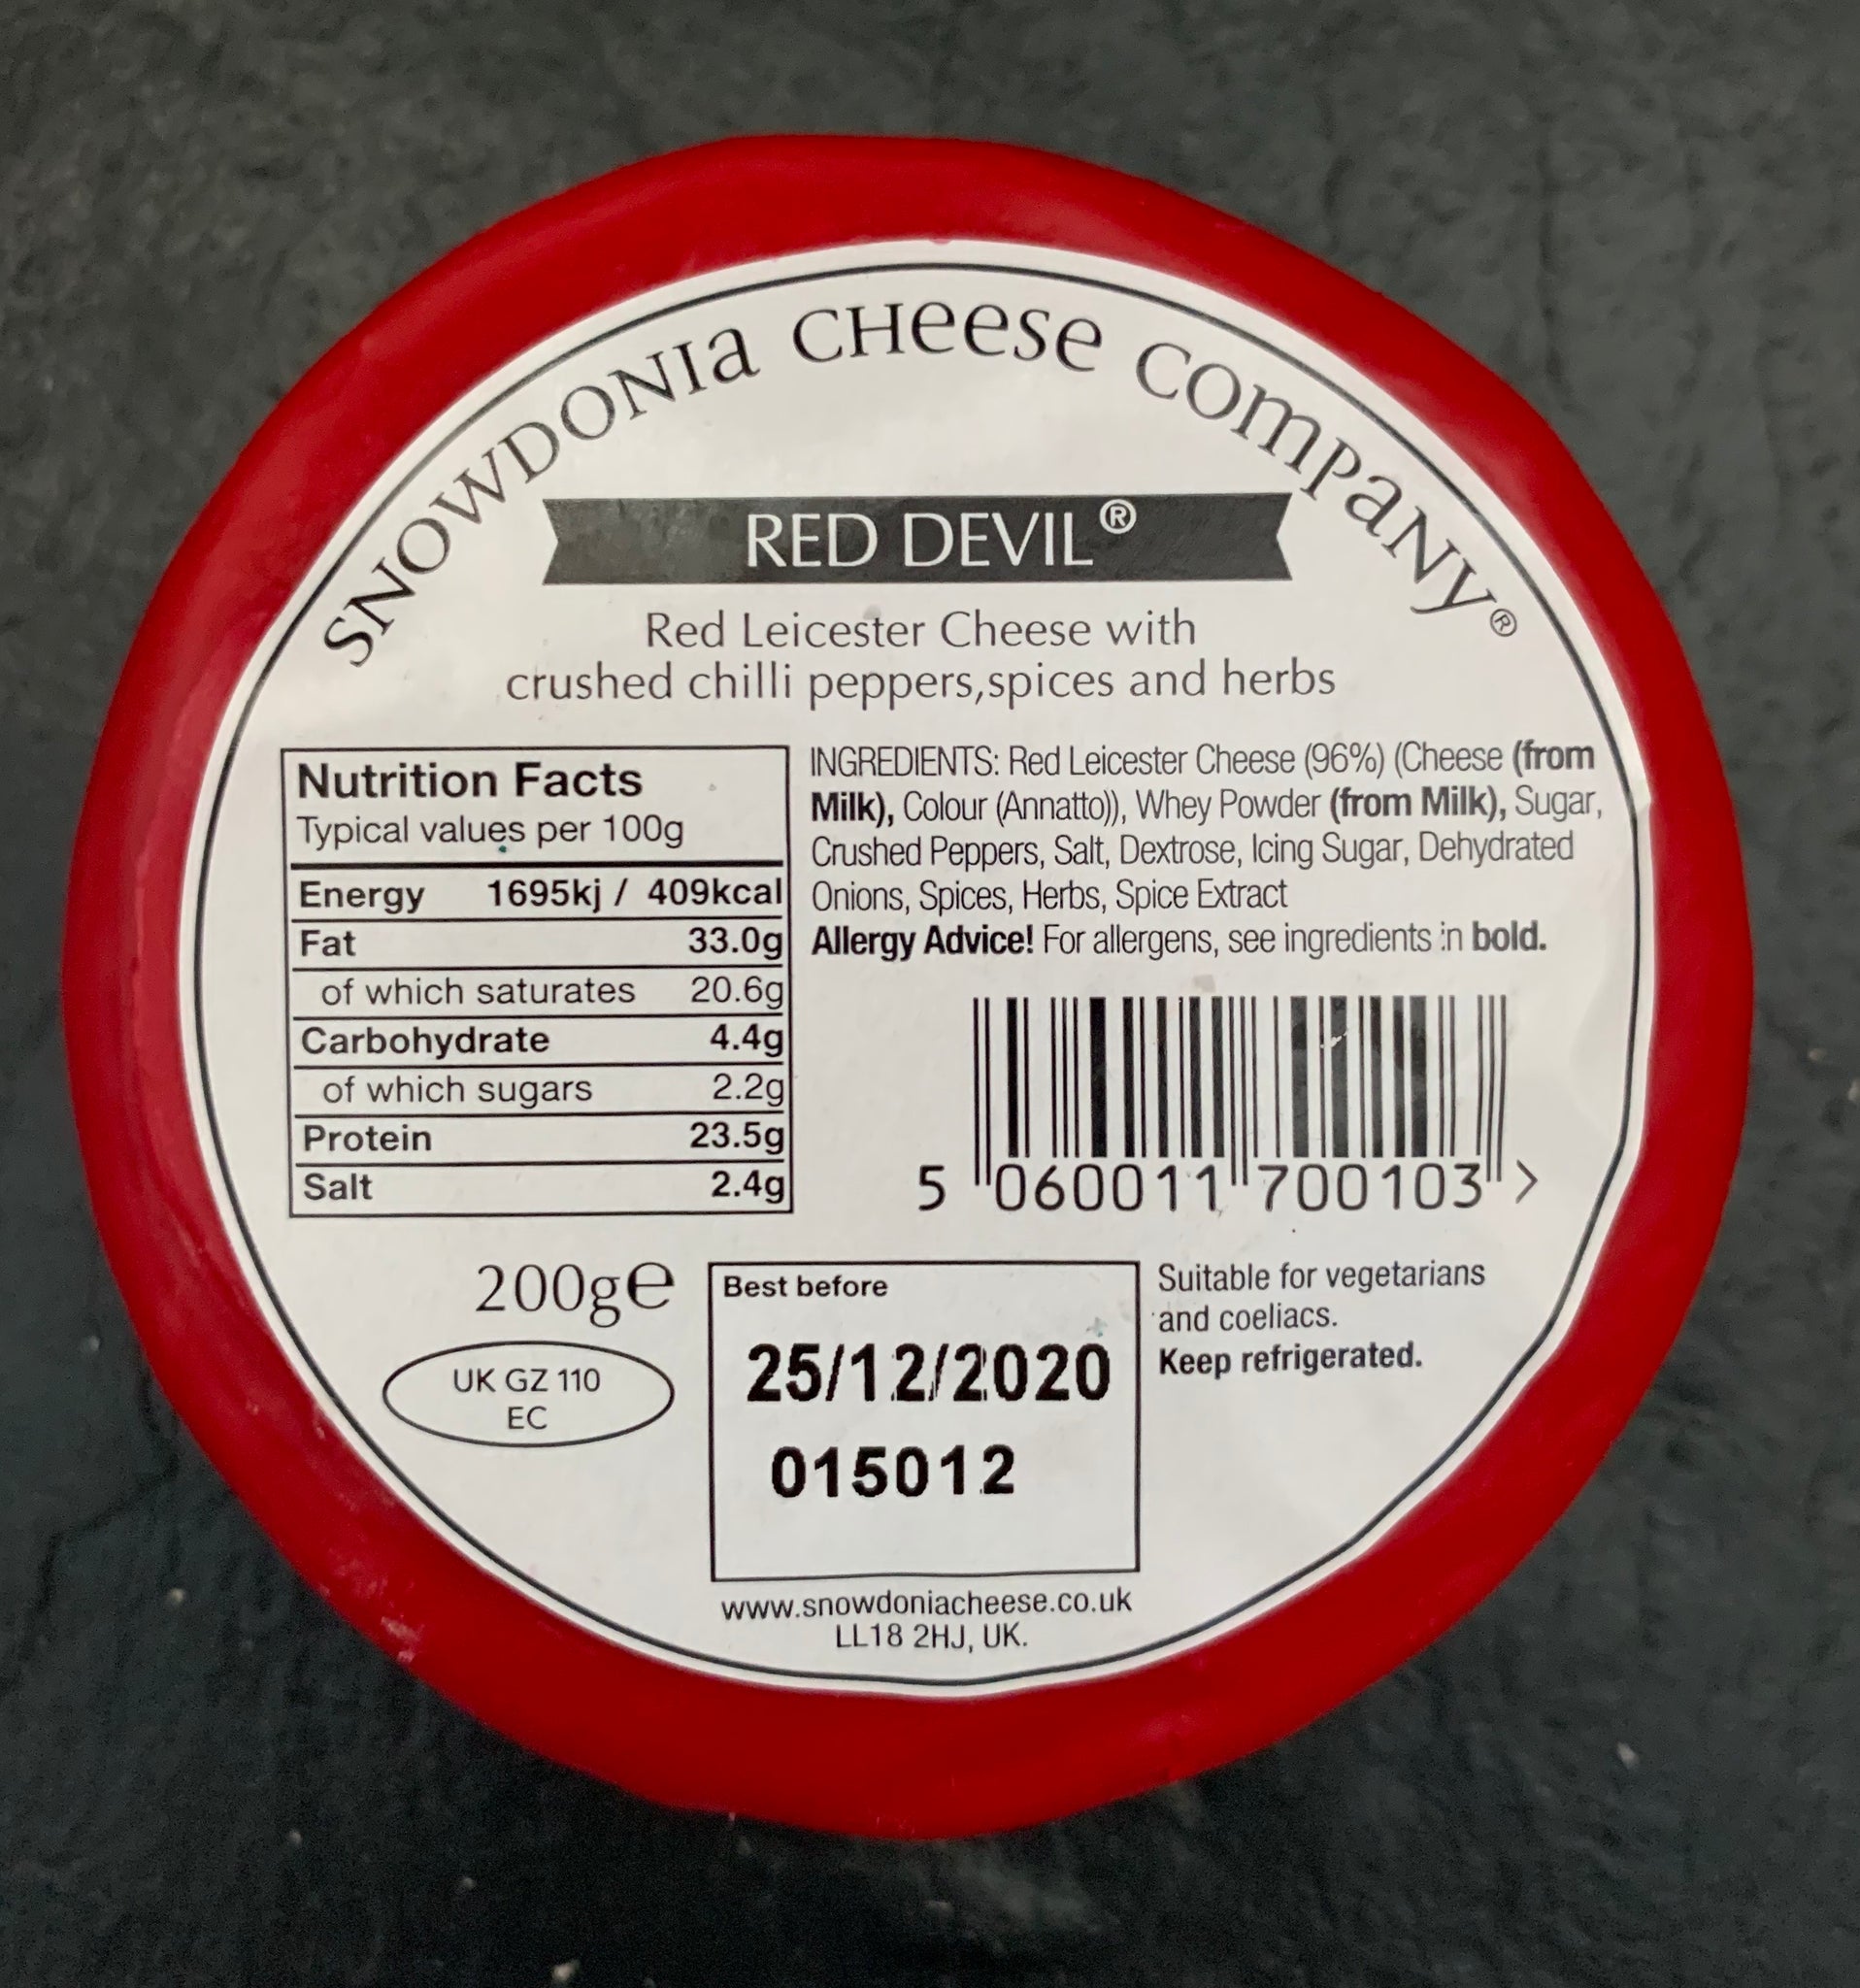 SNOWDONIA CHEESE COMPANY®
RED DEVIL®
Red Leicester Cheese with
crushed chilli peppers,spices and herbs
Nutrition Facts
Typical values per 100g
Energy 1695kj / 409kcal
Fat 33.0g
of which saturates 20.6g
Carbohydrate 4.4g
of which sugars 2.2g
Protein 23.5g
Salt 2.4g
INGREDIENTS: Red Leicester Cheese (96%) (Cheese (from
Milk), Colour (Annatto)), Whey Powder (from Milk), Sugar,
Crushed Peppers, Salt, Dextrose, Icing Sugar, Dehydrated
Onions, Spices, Herbs, Spice Extract
Allergy Advice! For allergens, see ingredients in bold.
5 060011 700103 >
200ge
UK GZ 110
EC
Best before
25/12/2020
015012
Suitable for vegetarians
and coeliacs.
Keep refrigerated.
www.snowdoniacheese.co.uk
LL18 2HJ, UK.